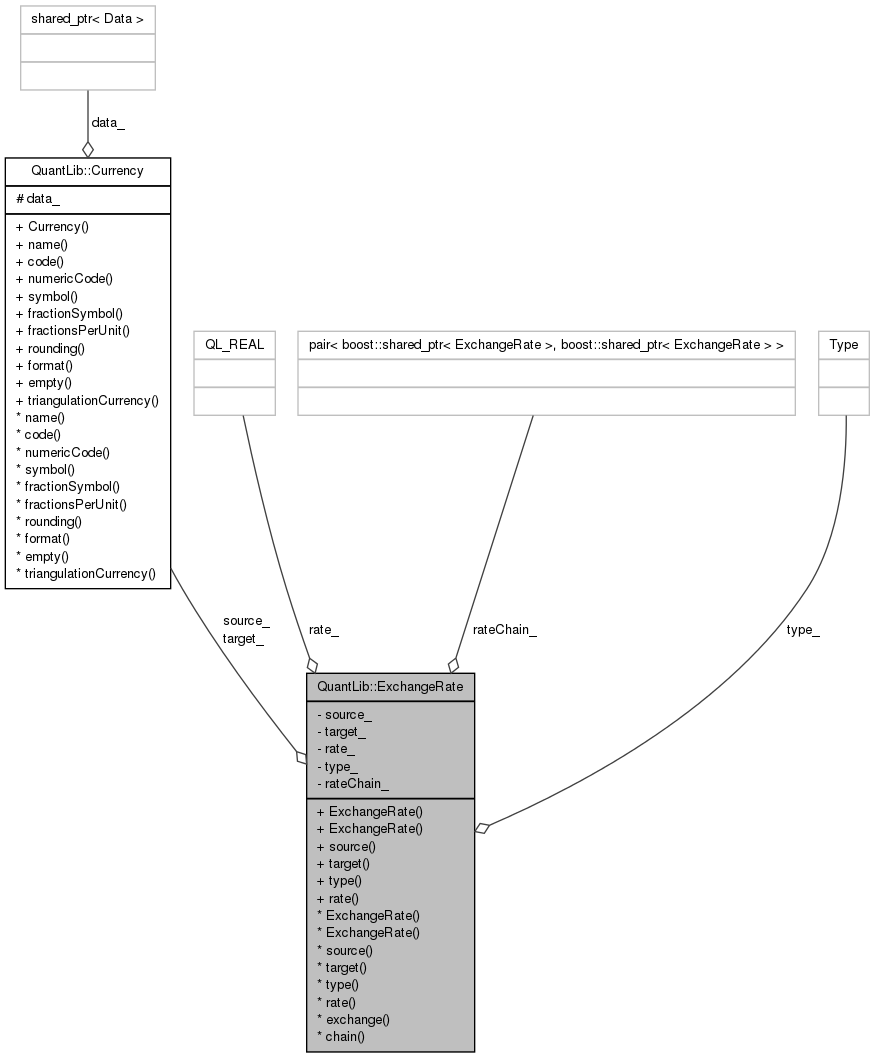 shared_ptr< Data >
data_
QuantLib::Currency
# data_
+ Currency()
+ name()
+ code()
+ numericCode()
+ symbol()
+ fractionSymbol()
+ fractionsPerUnit()
+ rounding()
+ format()
+ empty()
+ triangulationCurrency()
* name()
* code()
* numericCode()
* symbol()
* fractionSymbol()
* fractionsPerUnit()
* rounding()
* format()
* empty()
* triangulationCurrency()
QL_REAL
pair< boost::shared_ptr< ExchangeRate >, boost::shared_ptr< ExchangeRate > >
Type
source_
target_
rate_
rateChain_
type_
QuantLib::ExchangeRate
- source_
- target_
- rate_
- type_
- rateChain_
+ ExchangeRate()
+ ExchangeRate()
+ source()
+ target()
+ type()
+ rate()
* ExchangeRate()
* ExchangeRate()
* source()
* target()
* type()
* rate()
* exchange()
* chain()